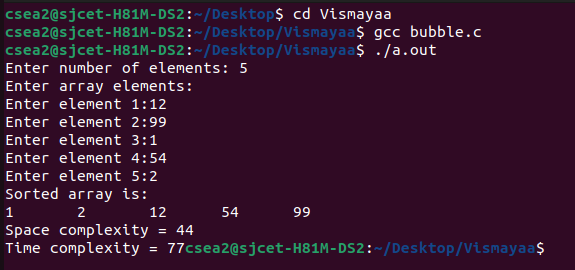 csea2@sjcet-H81M-DS2:~/Desktop$ cd Vismayaa
csea2@sjcet-H81M-DS2:~/Desktop/Vismayaa$ gcc bubble.c
csea2@sjcet-H81M-DS2:~/Desktop/Vismayaa$ ./a.out
Enter number of elements: 5
Enter array elements:
Enter element 1:12
Enter element 2:99
Enter element 3:1
Enter element 4:54
Enter element 5:2
Sorted array is:
1       2       12      54      99
Space complexity = 44
Time complexity = 77csea2@sjcet-H81M-DS2:~/Desktop/Vismayaa$